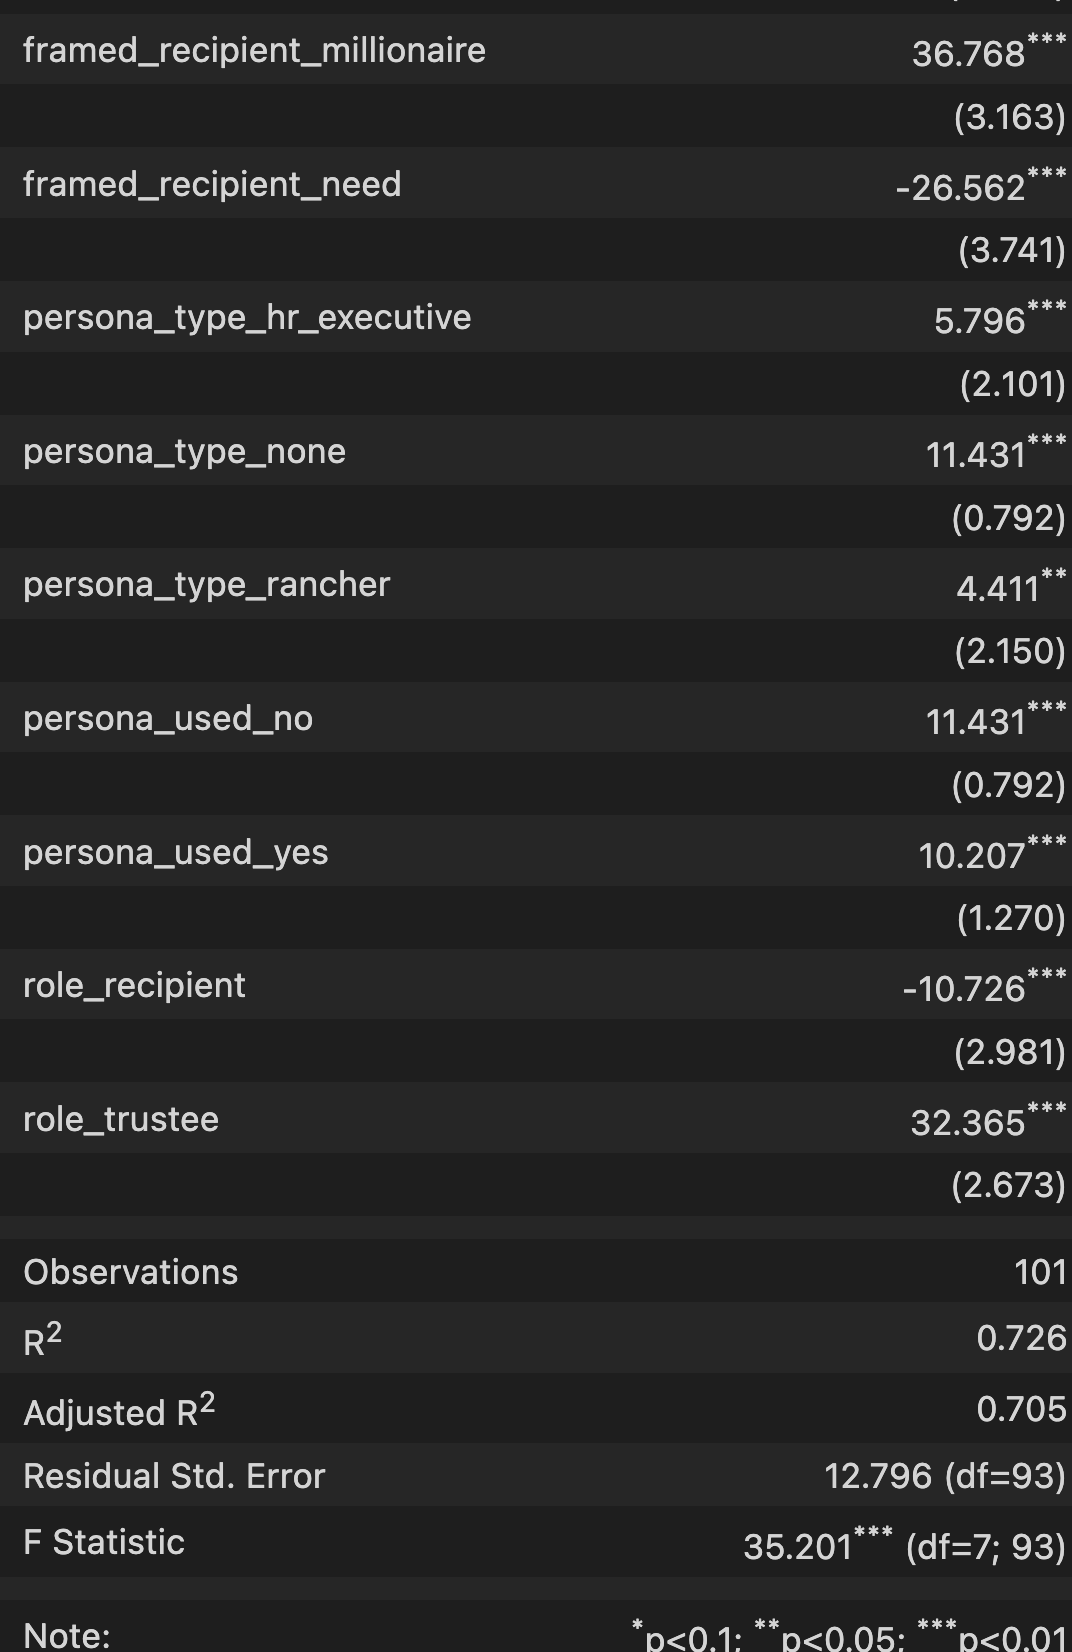 framed_recipient_millionaire 36.768***
(3.163)
framed_recipient_need -26.562***
(3.741)
persona_type_hr_executive 5.796***
(2.101)
persona_type_none 11.431***
(0.792)
persona_type_rancher 4.411**
(2.150)
persona_used_no 11.431***
(0.792)
persona_used_yes 10.207***
(1.270)
role_recipient -10.726***
(2.981)
role_trustee 32.365***
(2.673)
Observations 101
R² 0.726
Adjusted R² 0.705
Residual Std. Error 12.796 (df=93)
F Statistic 35.201*** (df=7; 93)
Note: *p<0.1; **p<0.05; ***p<0.01